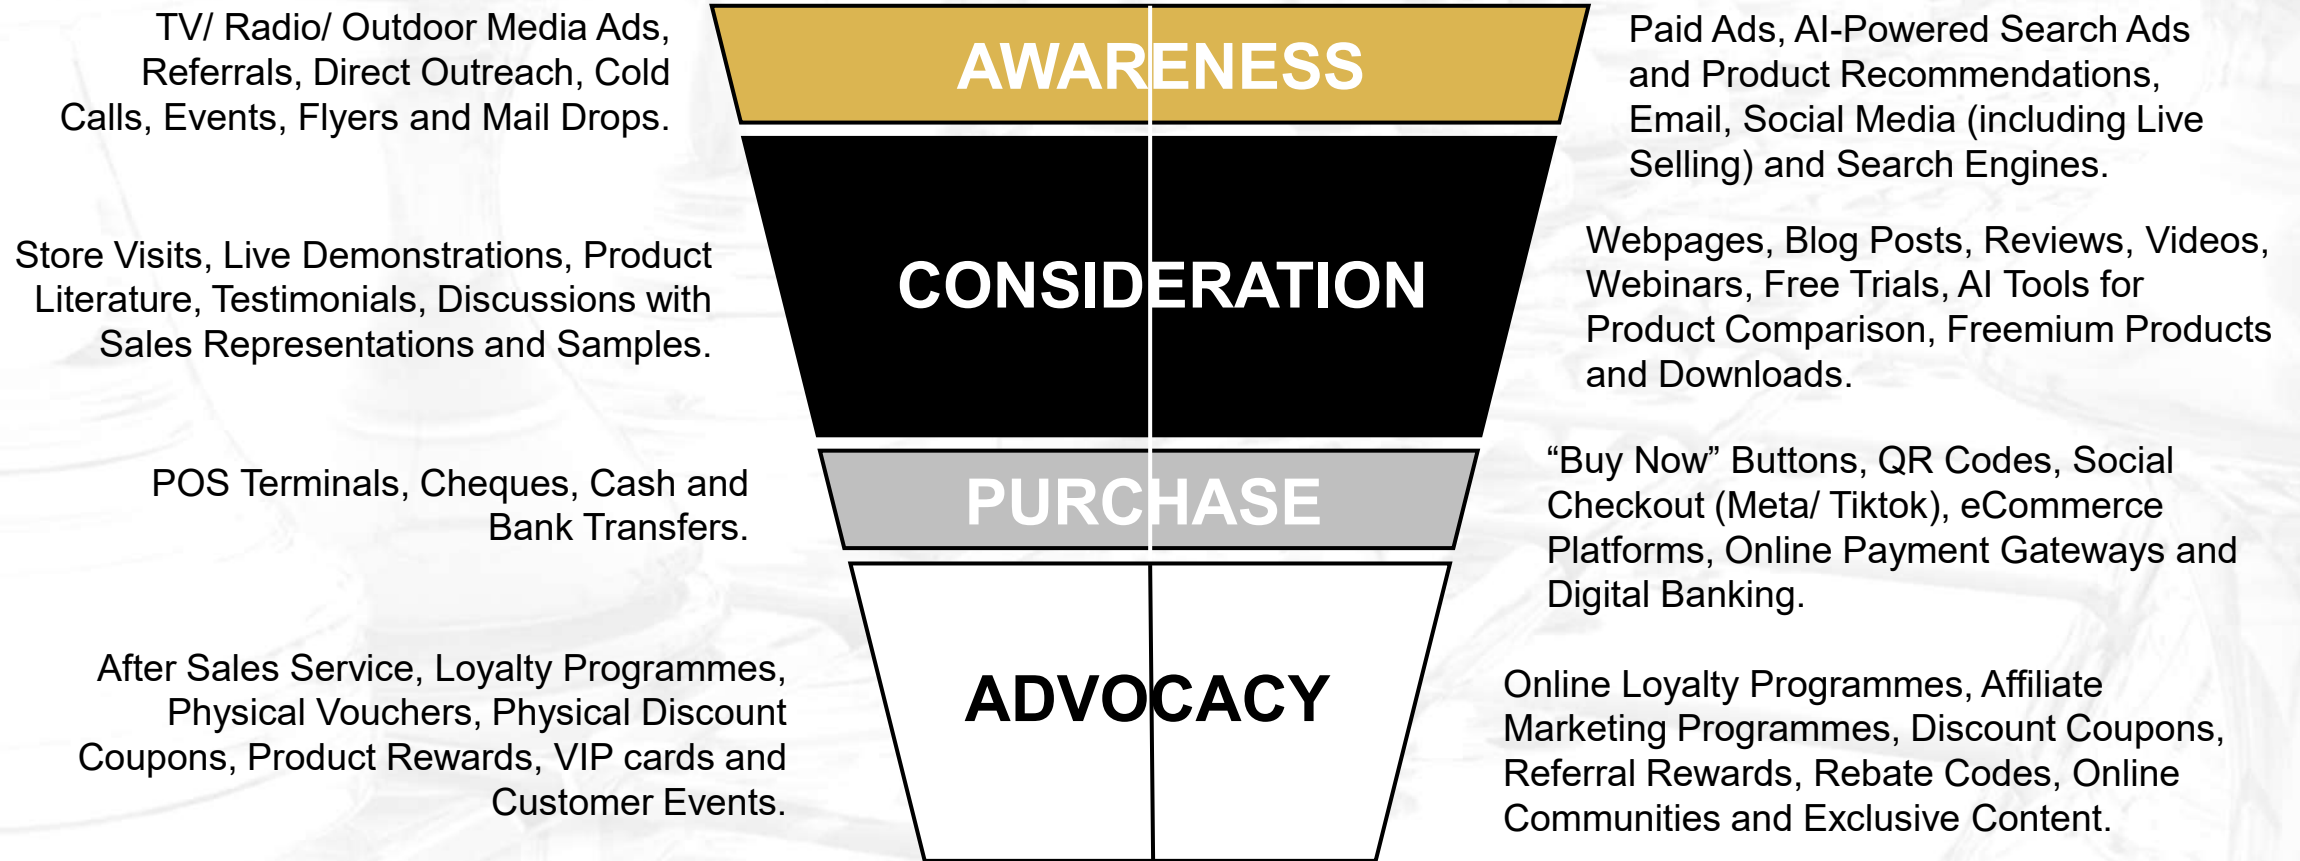 TV/ Radio/ Outdoor Media Ads,
Referrals, Direct Outreach, Cold
Calls, Events, Flyers and Mail Drops.
AWARENESS
Paid Ads, AI-Powered Search Ads
and Product Recommendations,
Email, Social Media (including Live
Selling) and Search Engines.
Store Visits, Live Demonstrations, Product
Literature, Testimonials, Discussions with
Sales Representations and Samples.
CONSIDERATION
Webpages, Blog Posts, Reviews, Videos,
Webinars, Free Trials, AI Tools for
Product Comparison, Freemium Products
and Downloads.
POS Terminals, Cheques, Cash and
Bank Transfers.
PURCHASE
“Buy Now” Buttons, QR Codes, Social
Checkout (Meta/ Tiktok), eCommerce
Platforms, Online Payment Gateways and
Digital Banking.
After Sales Service, Loyalty Programmes,
Physical Vouchers, Physical Discount
Coupons, Product Rewards, VIP cards and
Customer Events.
ADVOCACY
Online Loyalty Programmes, Affiliate
Marketing Programmes, Discount Coupons,
Referral Rewards, Rebate Codes, Online
Communities and Exclusive Content.